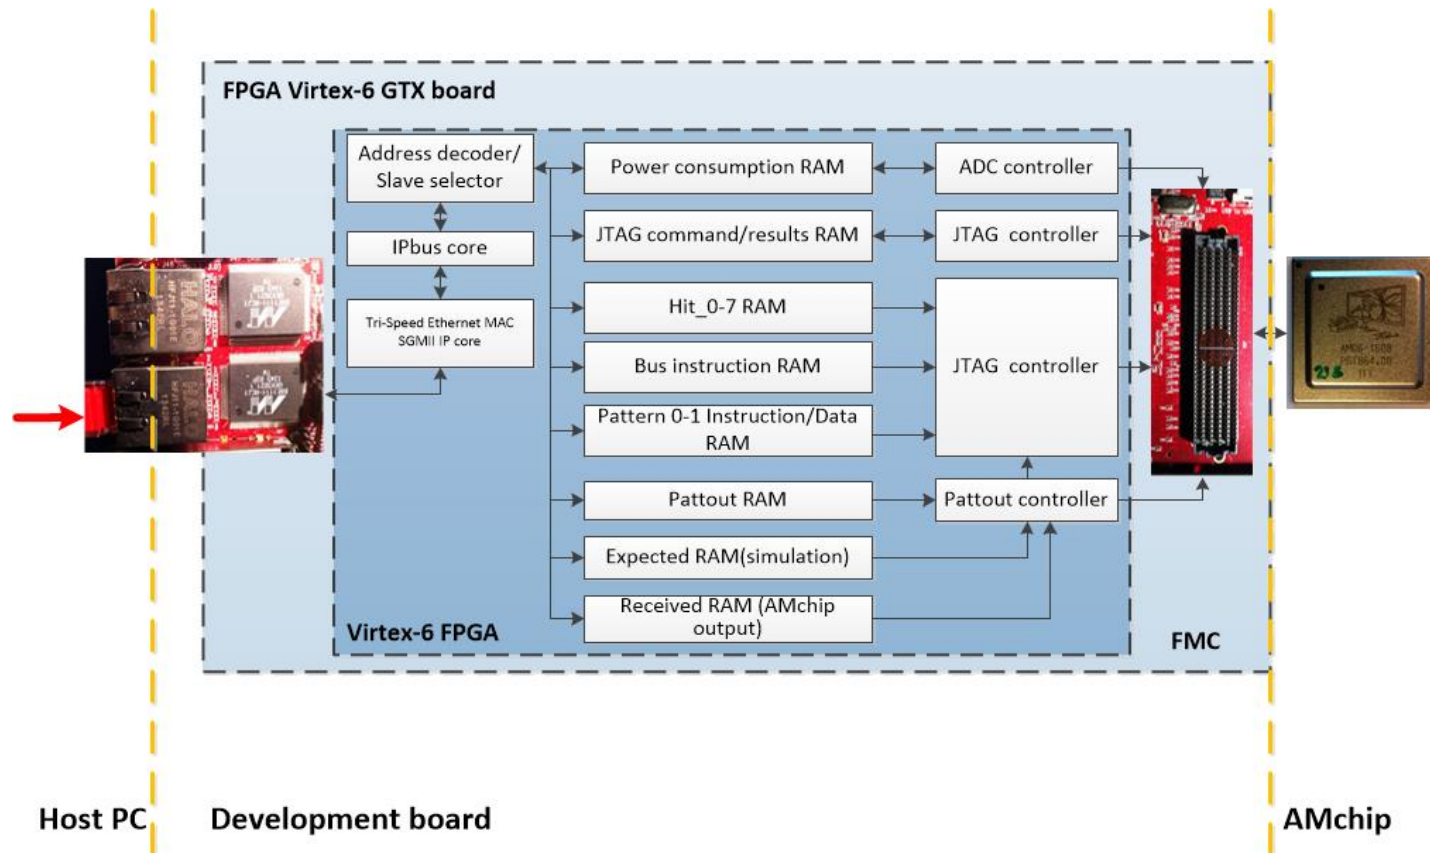 FPGA Virtex-6 GTX board
Address decoder/
Slave selector
IPbus core
Tri-Speed Ethernet MAC
SGMII IP core
Power consumption RAM
JTAG command/results RAM
Hit_0-7 RAM
Bus instruction RAM
Pattern 0-1 Instruction/Data
RAM
Pattout RAM
Expected RAM(simulation)
Received RAM (AMchip
output)
ADC controller
JTAG controller
JTAG controller
Pattout controller
Virtex-6 FPGA
FMC
Host PC
Development board
AMchip